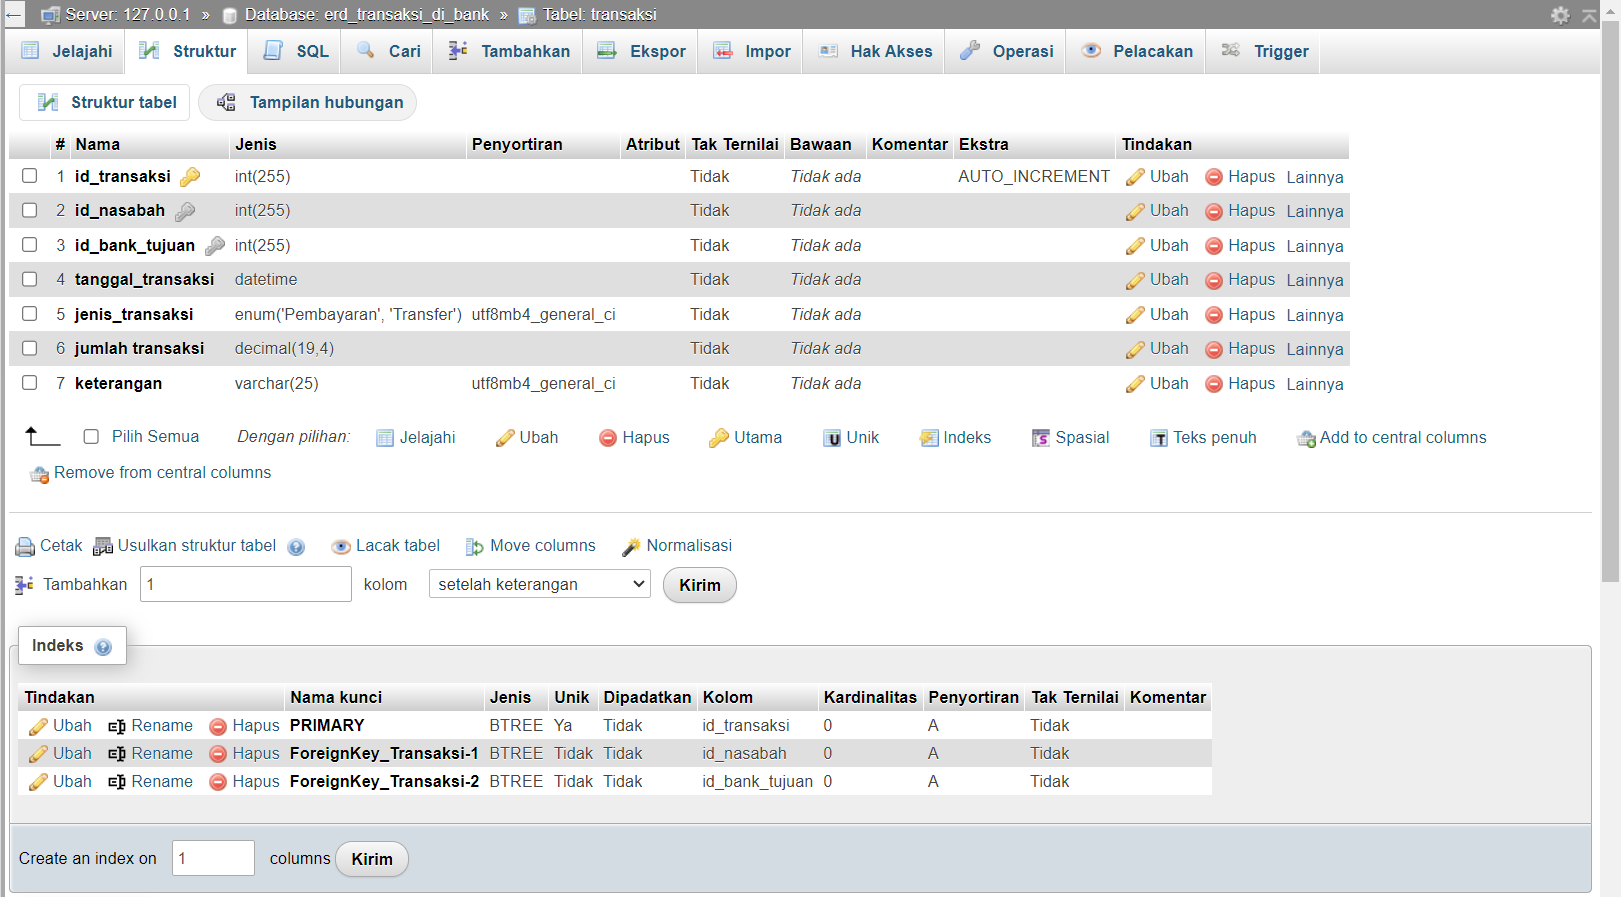 Server: 127.0.0.1 » Database: erd_transaksi_di_bank » Tabel: transaksi
Jelajahi Struktur SQL Cari Tambahkan Ekspor Impor Hak Akses Operasi Pelacakan Trigger
Struktur tabel Tampilan hubungan
# Nama Jenis Penyortiran Atribut Tak Ternilai Bawaan Komentar Ekstra Tindakan
1 id_transaksi int(255) Tidak Tidak ada AUTO_INCREMENT Ubah Hapus Lainnya
2 id_nasabah int(255) Tidak Tidak ada Ubah Hapus Lainnya
3 id_bank_tujuan int(255) Tidak Tidak ada Ubah Hapus Lainnya
4 tanggal_transaksi datetime Tidak Tidak ada Ubah Hapus Lainnya
5 jenis_transaksi enum('Pembayaran', 'Transfer') utf8mb4_general_ci Tidak Tidak ada Ubah Hapus Lainnya
6 jumlah transaksi decimal(19,4) Tidak Tidak ada Ubah Hapus Lainnya
7 keterangan varchar(25) utf8mb4_general_ci Tidak Tidak ada Ubah Hapus Lainnya
Pilih Semua Dengan pilihan: Jelajahi Ubah Hapus Utama Unik Indeks Spasial Teks penuh Add to central columns
Remove from central columns
Cetak Usulkan struktur tabel Lacak tabel Move columns Normalisasi
Tambahkan 1 kolom setelah keterangan Kirim
Indeks
Tindakan Nama kunci Jenis Unik Dipadatkan Kolom Kardinalitas Penyortiran Tak Ternilai Komentar
Ubah Rename Hapus PRIMARY BTREE Ya Tidak id_transaksi 0 A Tidak
Ubah Rename Hapus ForeignKey_Transaksi-1 BTREE Tidak Tidak id_nasabah 0 A Tidak
Ubah Rename Hapus ForeignKey_Transaksi-2 BTREE Tidak Tidak id_bank_tujuan 0 A Tidak
Create an index on 1 columns Kirim